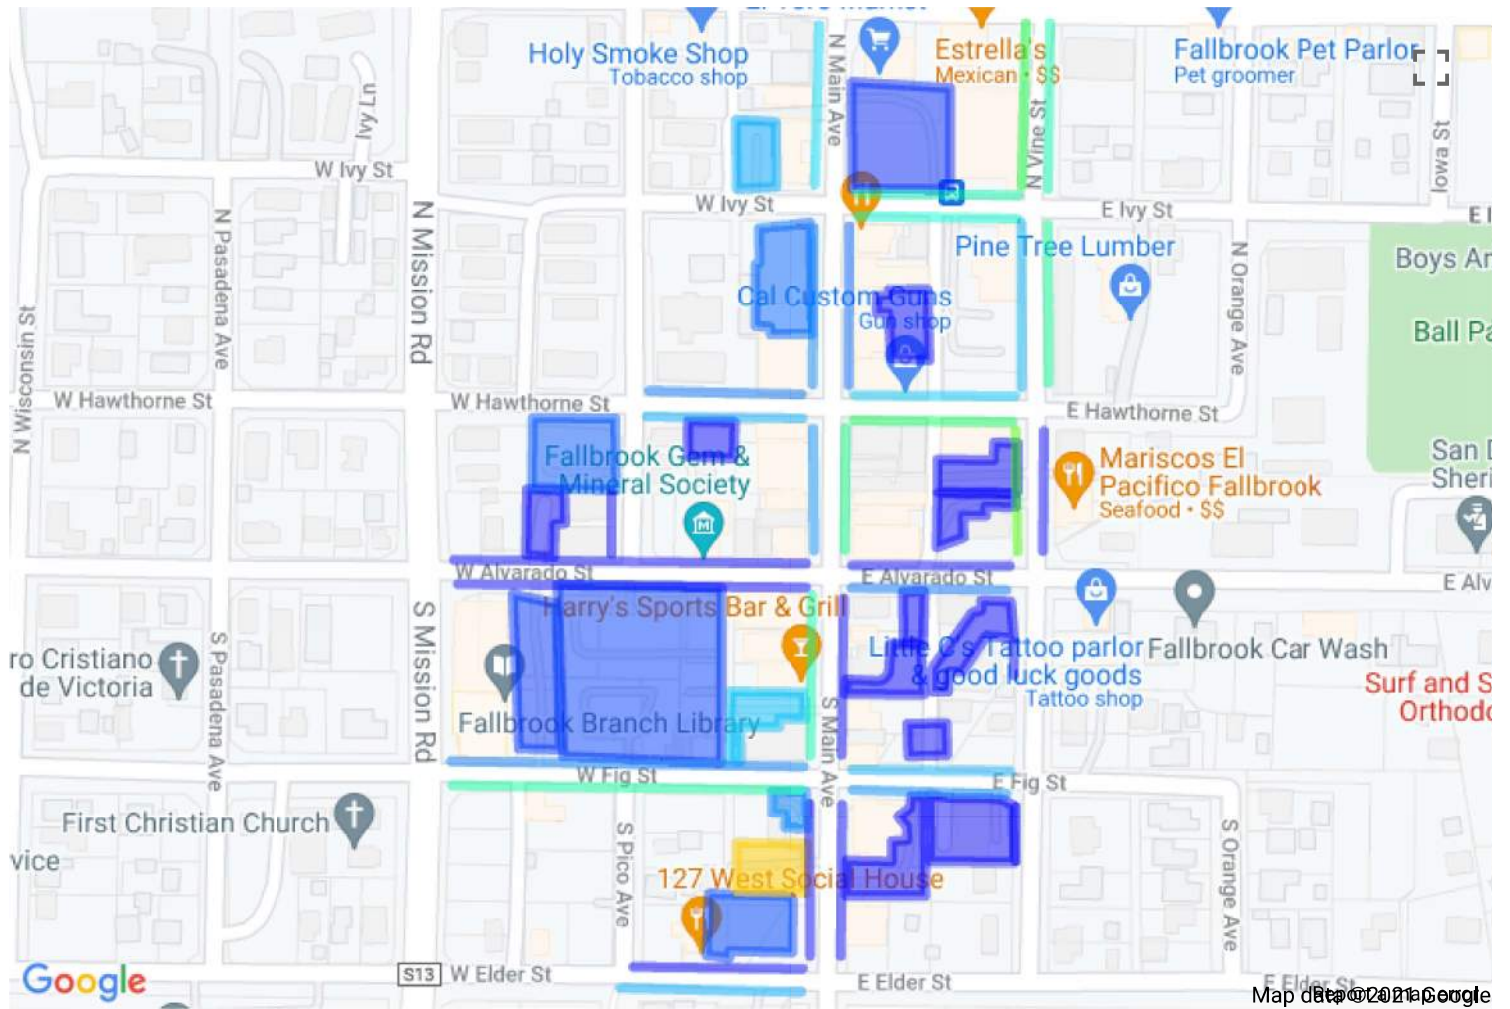 Holy Smoke Shop
Tobacco shop
N Main Ave
Estrella's
Mexican • $$
N Vine St
Fallbrook Pet Parlor
Pet groomer
Iowa St
Ivy Ln
W Ivy St
W Ivy St
E Ivy St
N Pasadena Ave
N Mission Rd
Pine Tree Lumber
Cal Custom Guns
Gun shop
N Orange Ave
Boys
Ball
N Wisconsin St
W Hawthorne St
W Hawthorne St
E Hawthorne St
Fallbrook Gem &
Mineral Society
Mariscos El
Pacifico Fallbrook
Seafood • $$
San
Sheri
W Alvarado St
E Alvarado St
E Alv
Harry's Sports Bar & Grill
ro Cristiano
de Victoria
S Pasadena Ave
S Mission Rd
Little C's Tattoo parlor
& good luck goods
Tattoo shop
Fallbrook Car Wash
Surf and S
Orthodo
Fallbrook Branch Library
S Main Ave
W Fig St
E Fig St
First Christian Church
vice
S Pico Ave
127 West Social House
S Orange Ave
Google
S13
W Elder St
E Elder St
E Elder St
Map data ©2021 Google